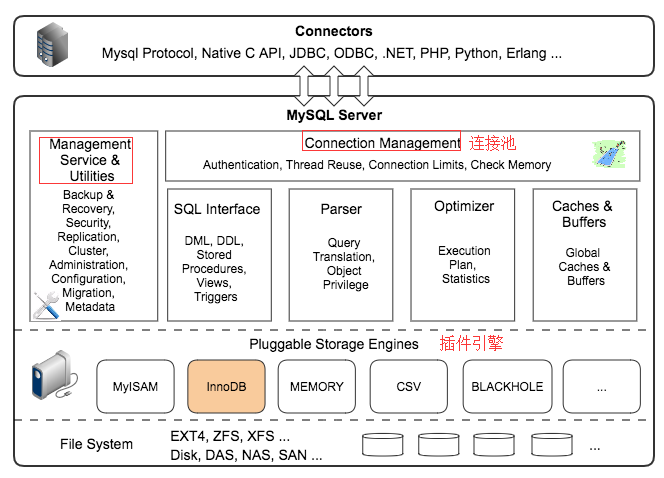 Connectors
Mysql Protocol, Native C API, JDBC, ODBC, .NET, PHP, Python, Erlang ...
MySQL Server
Management
Service &
Utilities
Backup &
Recovery,
Security,
Replication,
Cluster,
Administration,
Configuration,
Migration,
Metadata
Connection Management 连接池
Authentication, Thread Reuse, Connection Limits, Check Memory
SQL Interface
DML, DDL,
Stored
Procedures,
Views,
Triggers
Parser
Query
Translation,
Object
Privilege
Optimizer
Execution
Plan,
Statistics
Caches &
Buffers
Global
Caches &
Buffers
Pluggable Storage Engines 插件引擎
MyISAM
InnoDB
MEMORY
CSV
BLACKHOLE
...
File System
EXT4, ZFS, XFS ...
Disk, DAS, NAS, SAN ...
...